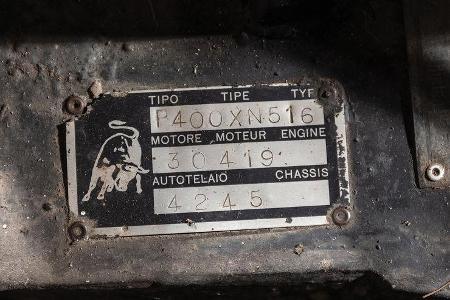 TIPO TIPE TYP
P400XN516
MOTORE MOTEUR ENGINE
30419
AUTOTELAIO CHASSIS
4245